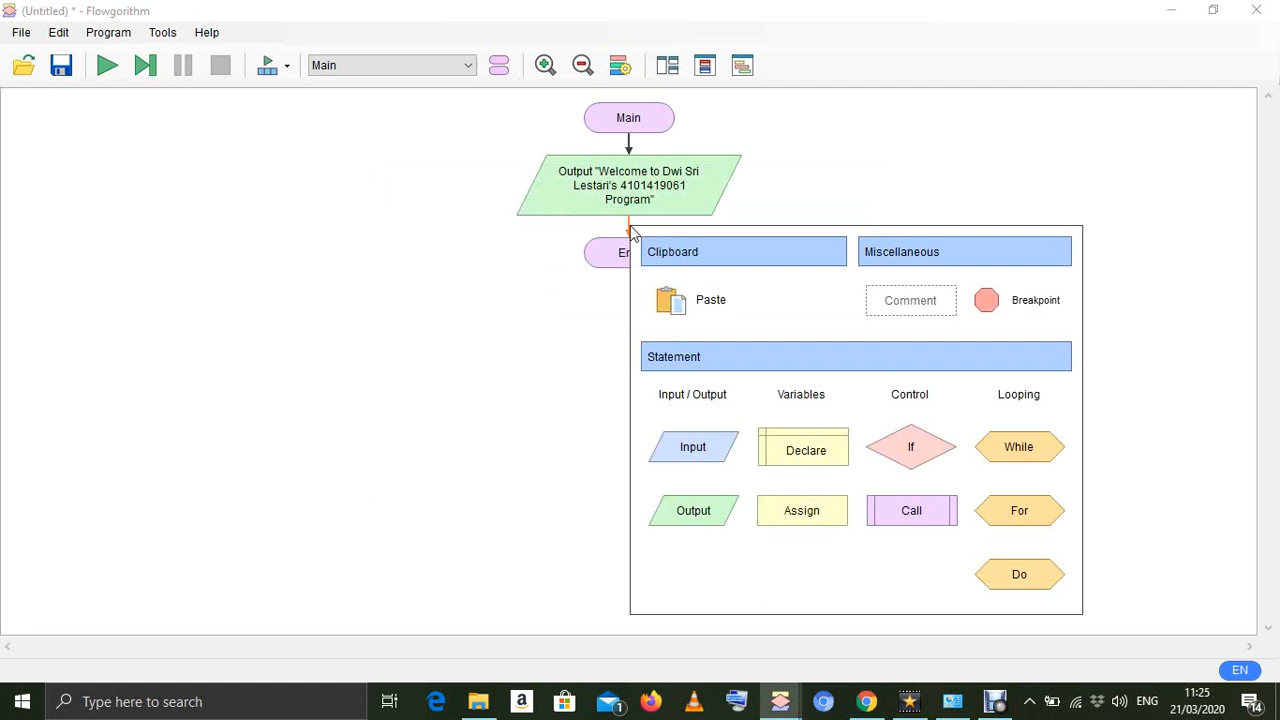 (Untitled) * - Flowgorithm
File Edit Program Tools Help
Main
Main
Output "Welcome to Dwi Sri
Lestari's 4101419061
Program"
Clipboard Miscellaneous
Paste Comment Breakpoint
Statement
Input / Output Variables Control Looping
Input Declare If While
Output Assign Call For
Do
EN
Type here to search
1
ENG
11:25
21/03/2020
14